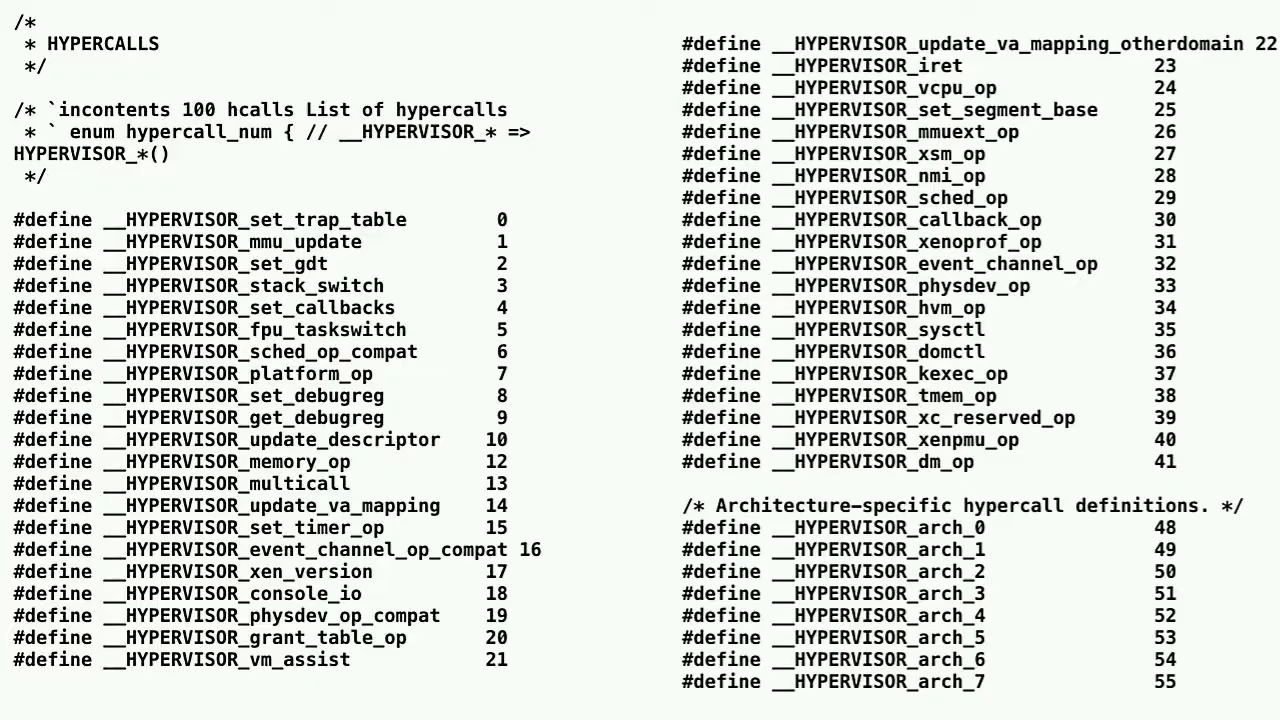 /*
 * HYPERCALLS
 */
/* `incontents 100 hcalls List of hypercalls
 * ` enum hypercall_num { // __HYPERVISOR_* =>
HYPERVISOR_*()
 */
#define __HYPERVISOR_set_trap_table        0
#define __HYPERVISOR_mmu_update            1
#define __HYPERVISOR_set_gdt               2
#define __HYPERVISOR_stack_switch          3
#define __HYPERVISOR_set_callbacks         4
#define __HYPERVISOR_fpu_taskswitch        5
#define __HYPERVISOR_sched_op_compat       6
#define __HYPERVISOR_platform_op           7
#define __HYPERVISOR_set_debugreg          8
#define __HYPERVISOR_get_debugreg          9
#define __HYPERVISOR_update_descriptor    10
#define __HYPERVISOR_memory_op            12
#define __HYPERVISOR_multicall            13
#define __HYPERVISOR_update_va_mapping    14
#define __HYPERVISOR_set_timer_op         15
#define __HYPERVISOR_event_channel_op_compat 16
#define __HYPERVISOR_xen_version          17
#define __HYPERVISOR_console_io           18
#define __HYPERVISOR_physdev_op_compat    19
#define __HYPERVISOR_grant_table_op       20
#define __HYPERVISOR_vm_assist            21
#define __HYPERVISOR_update_va_mapping_otherdomain 22
#define __HYPERVISOR_iret                 23
#define __HYPERVISOR_vcpu_op              24
#define __HYPERVISOR_set_segment_base     25
#define __HYPERVISOR_mmuext_op            26
#define __HYPERVISOR_xsm_op               27
#define __HYPERVISOR_nmi_op               28
#define __HYPERVISOR_sched_op             29
#define __HYPERVISOR_callback_op          30
#define __HYPERVISOR_xenoprof_op          31
#define __HYPERVISOR_event_channel_op     32
#define __HYPERVISOR_physdev_op           33
#define __HYPERVISOR_hvm_op               34
#define __HYPERVISOR_sysctl               35
#define __HYPERVISOR_domctl               36
#define __HYPERVISOR_kexec_op             37
#define __HYPERVISOR_tmem_op              38
#define __HYPERVISOR_xc_reserved_op       39
#define __HYPERVISOR_xenpmu_op            40
#define __HYPERVISOR_dm_op                41
/* Architecture-specific hypercall definitions. */
#define __HYPERVISOR_arch_0               48
#define __HYPERVISOR_arch_1               49
#define __HYPERVISOR_arch_2               50
#define __HYPERVISOR_arch_3               51
#define __HYPERVISOR_arch_4               52
#define __HYPERVISOR_arch_5               53
#define __HYPERVISOR_arch_6               54
#define __HYPERVISOR_arch_7               55